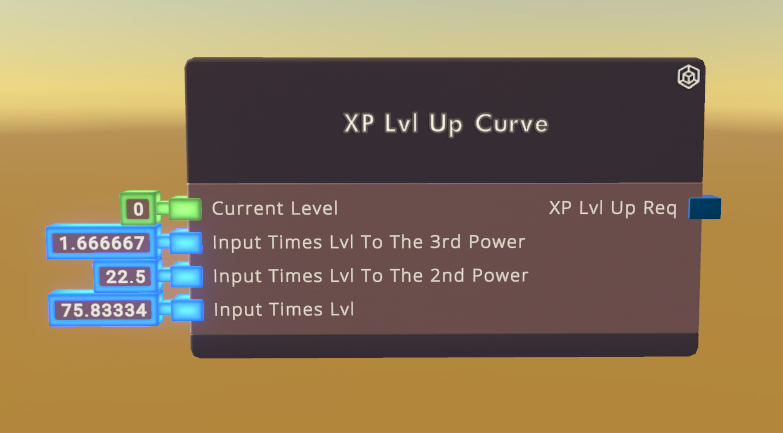 XP Lvl Up Curve
0 Current Level XP Lvl Up Req
1.666667 Input Times Lvl To The 3rd Power
22.5 Input Times Lvl To The 2nd Power
75.83334 Input Times Lvl